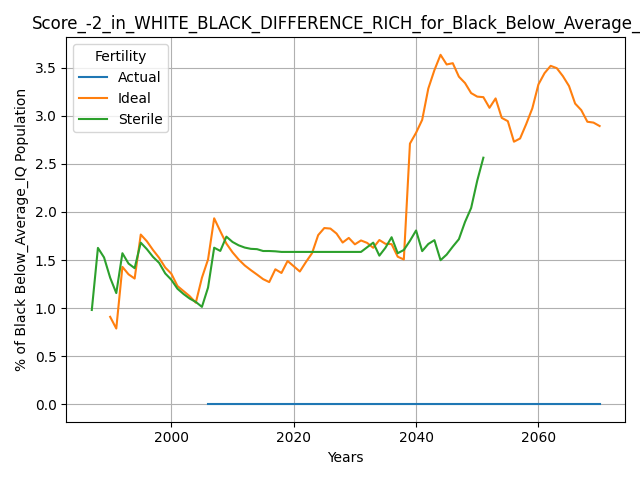 Score_-2_in_WHITE_BLACK_DIFFERENCE_RICH_for_Black_Below_Average_
Fertility
Actual
Ideal
Sterile
% of Black Below_Average_IQ Population
3.5
3.0
2.5
2.0
1.5
1.0
0.5
0.0
2000 2020 2040 2060
Years